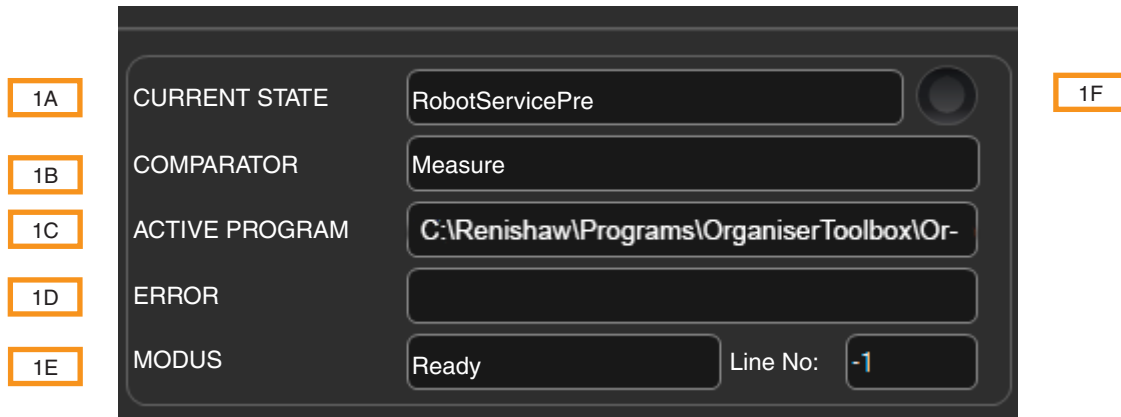 1A CURRENT STATE RobotServicePre 1F
1B COMPARATOR Measure
1C ACTIVE PROGRAM C:\Renishaw\Programs\OrganiserToolbox\Or-
1D ERROR
1E MODUS Ready Line No: -1